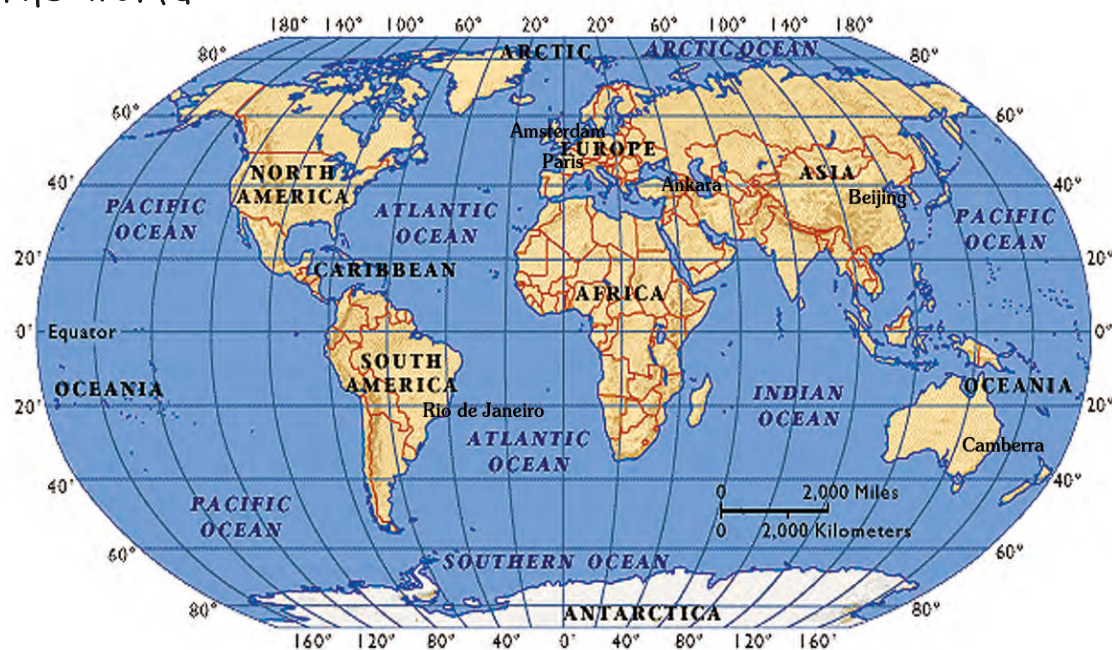 180° 140° 100° 60° 20° 20° 60° 100° 140° 180°
ARCTIC ARCTIC OCEAN
80° 80°
60° 60°
Amsterdam
EUROPE
Paris
NORTH
AMERICA
ASIA
Ankara
Beijing
40° 40°
PACIFIC
OCEAN
ATLANTIC
OCEAN
PACIFIC
OCEAN
20° 20°
CARIBBEAN
AFRICA
0° Equator 0°
SOUTH
AMERICA
OCEANIA
INDIAN
OCEAN
OCEANIA
20° 20°
Rio de Janeiro
ATLANTIC
OCEAN
Camberra
40° 40°
PACIFIC
OCEAN
0 2,000 Miles
0 2,000 Kilometers
60° 60°
SOUTHERN OCEAN
80° 80°
ANTARCTICA
160° 120° 80° 40° 0° 40° 80° 120° 160°